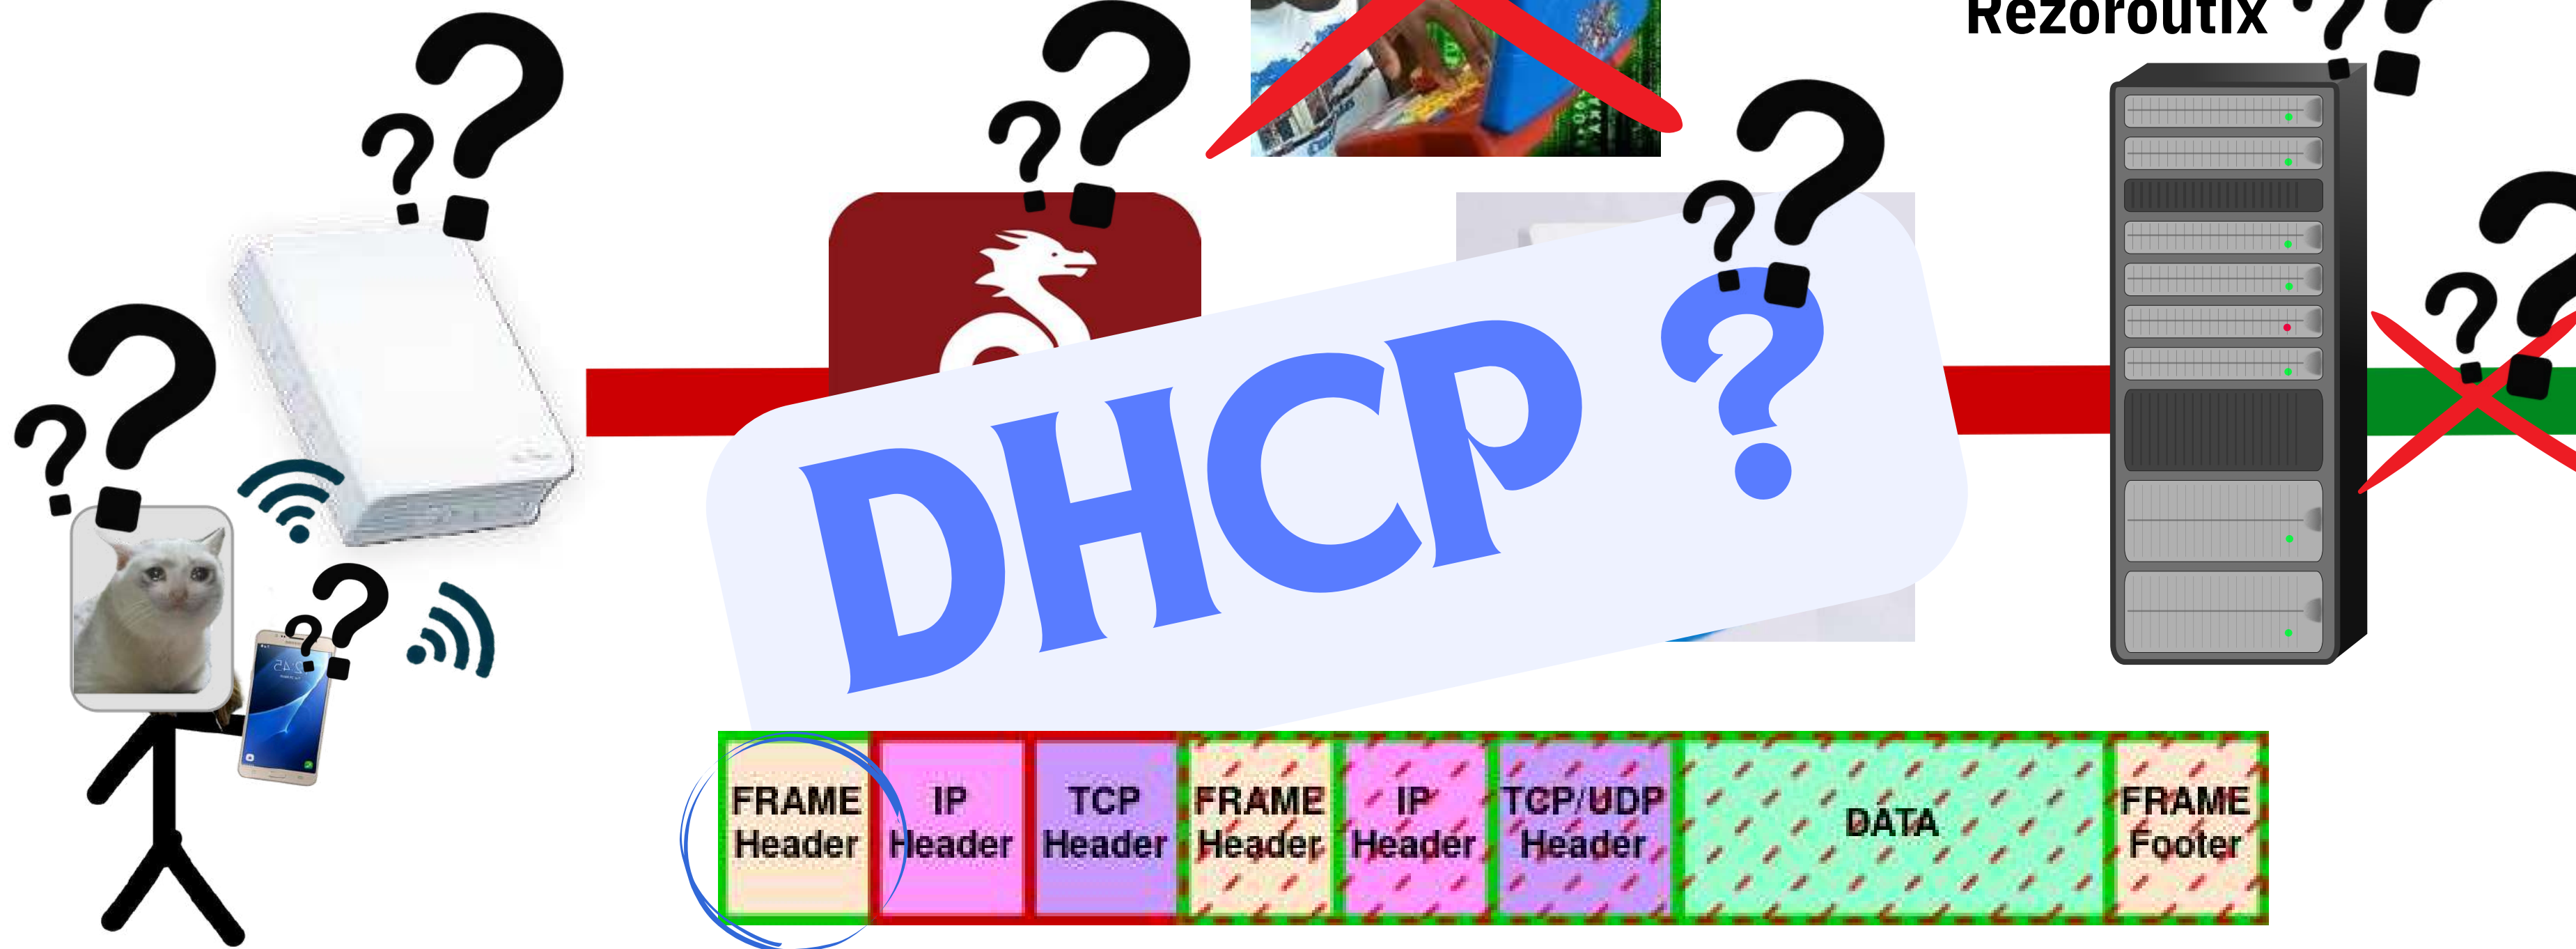 Rezoroutix
? ?
? ?
? ?
? ?
? ?
? ?
? ?
DHCP ?
? ?
FRAME
Header
IP
Header
TCP
Header
FRAME
Header
IP
Header
TCP/UDP
Header
DATA
FRAME
Footer